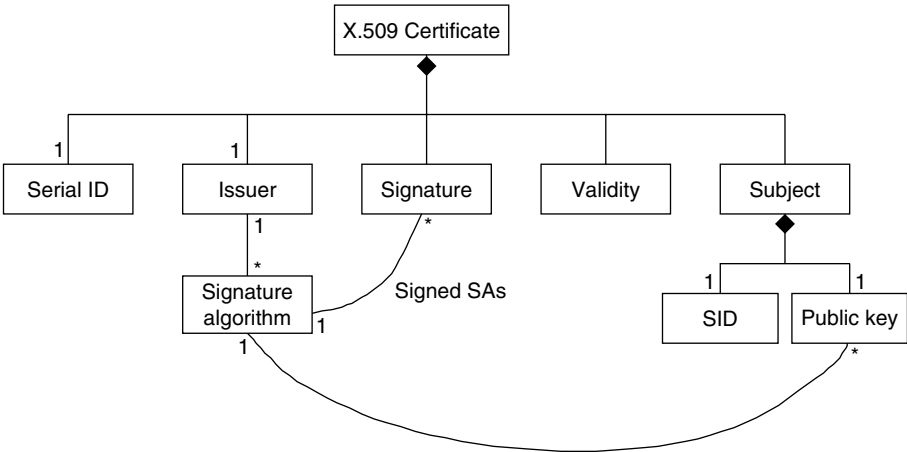 X.509 Certificate
1
1
Serial ID
Issuer
Signature
Validity
Subject
1
*
*
Signature
algorithm
1
1
Signed SAs
1
1
SID
Public key
*